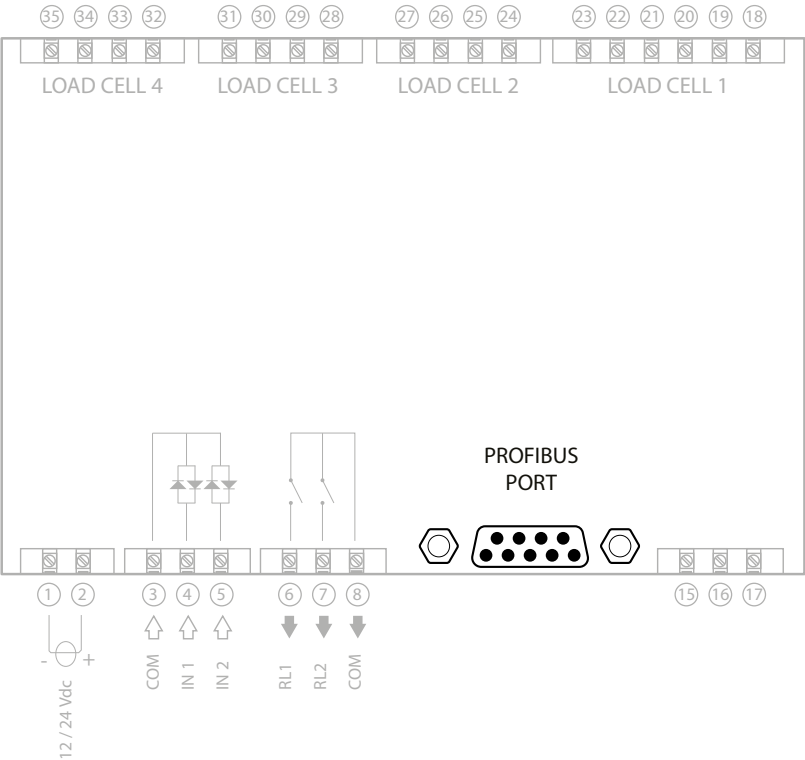 35 34 33 32 31 30 29 28 27 26 25 24 23 22 21 20 19 18
LOAD CELL 4 LOAD CELL 3 LOAD CELL 2 LOAD CELL 1
PROFIBUS
PORT
1 2 3 4 5 6 7 8 15 16 17
- +
12 / 24 Vdc
COM
IN 1
IN 2
RL1
RL2
COM